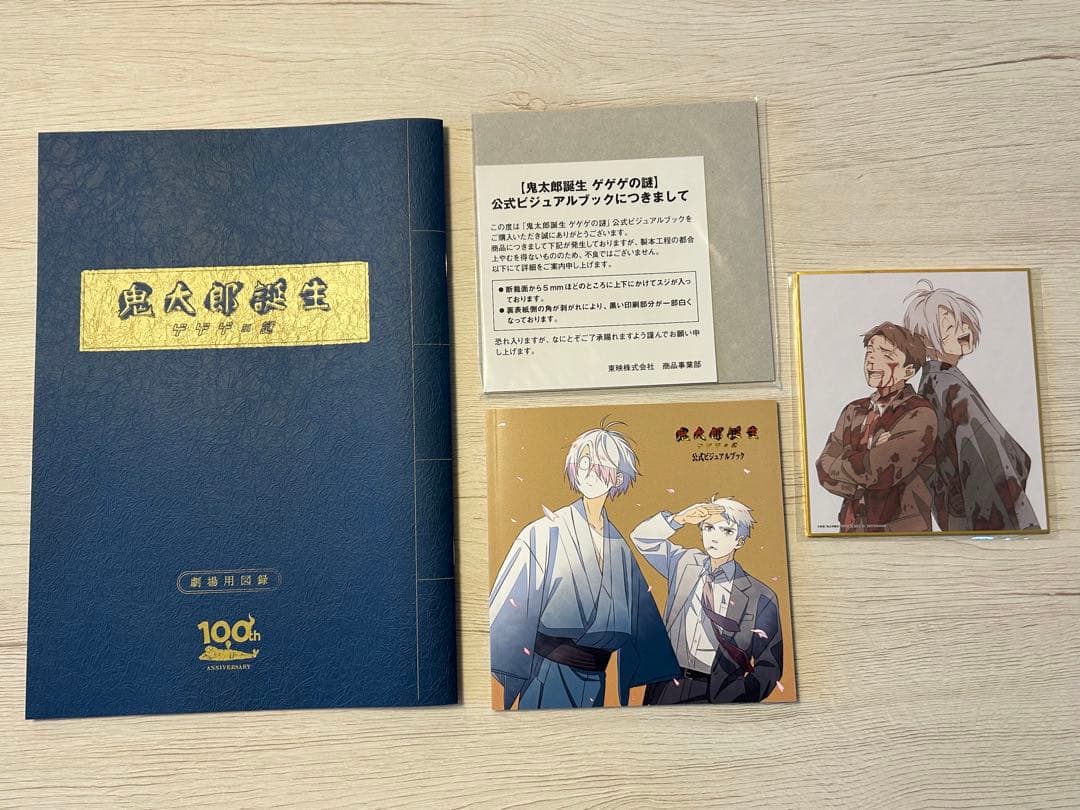 鬼太郎誕生
ゲゲゲの謎
劇場用図録
100th
ANNIVERSARY
【鬼太郎誕生 ゲゲゲの謎】
公式ビジュアルブックにつきまして
この度は「鬼太郎誕生 ゲゲゲの謎」公式ビジュアルブックを
ご購入いただき誠にありがとうございます。
商品につきまして下記が発生しておりますが、製本工程の都合
上やむを得ないもののため、不良ではございません。
以下にて詳細をご案内申し上げます。
●断裁面から5mmほどのところに上下にかけてスジが入っ
ております。
●裏表紙側の角が剥がれにより、黒い印刷部分が一部白く
なっております。
恐れ入りますが、なにとぞご了承賜れますよう謹んでお願い申
し上げます。
東映株式会社 商品事業部
鬼太郎誕生
ゲゲゲの謎
公式ビジュアルブック